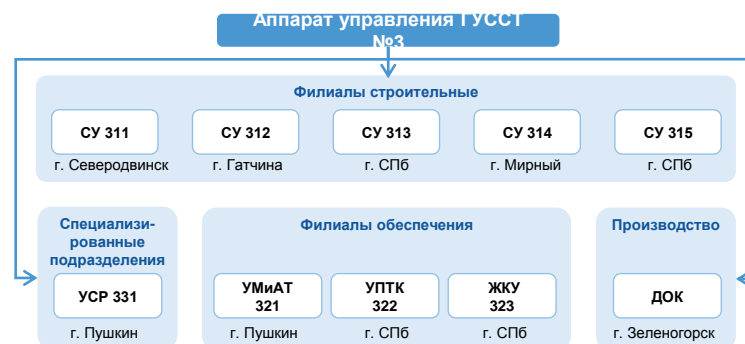 Аппарат управления ГУССТ
№3
Филиалы строительные
СУ 311
СУ 312
СУ 313
СУ 314
СУ 315
г. Северодвинск
г. Гатчина
г. СПб
г. Мирный
г. СПб
Специализи-
рованные
подразделения
УСР 331
г. Пушкин
Филиалы обеспечения
УМиАТ
321
УПТК
322
ЖКУ
323
г. Пушкин
г. СПб
г. СПб
Производство
ДОК
г. Зеленогорск